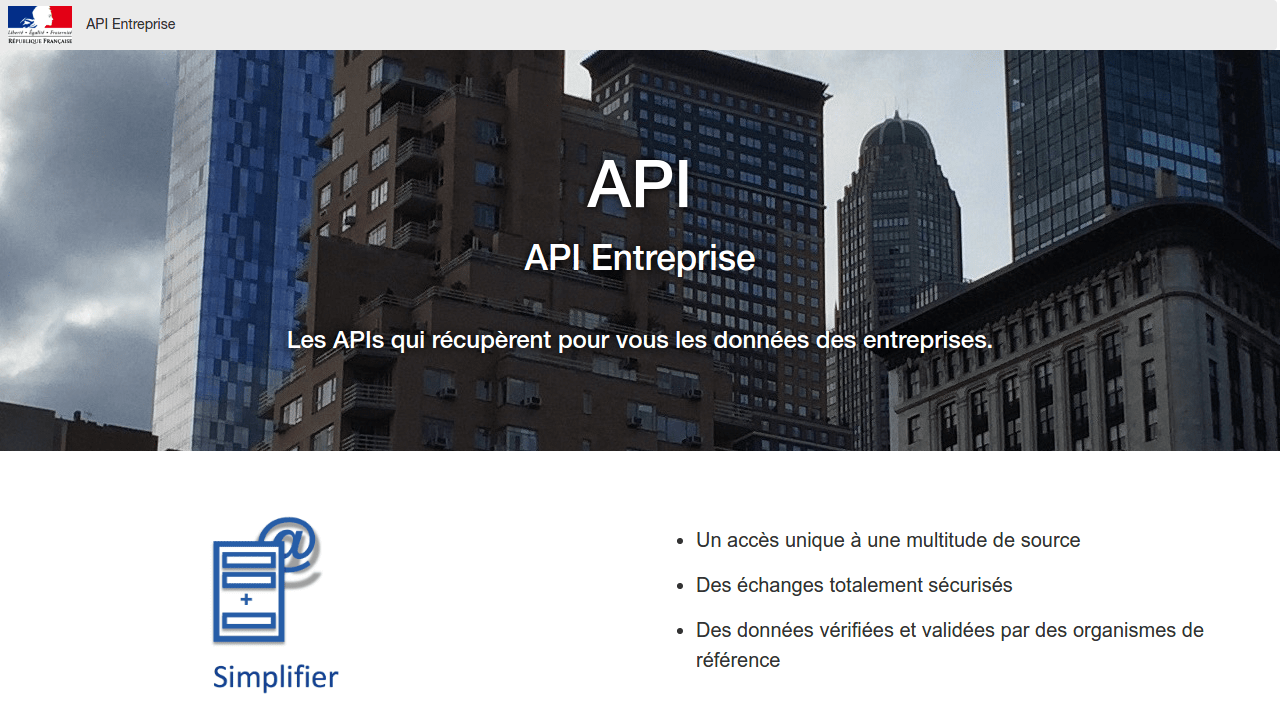 Liberté • Égalité • Fraternité
RÉPUBLIQUE FRANÇAISE
API Entreprise
API
API Entreprise
Les APIs qui récupèrent pour vous les données des entreprises.
Simplifier
• Un accès unique à une multitude de source
• Des échanges totalement sécurisés
• Des données vérifiées et validées par des organismes de
référence